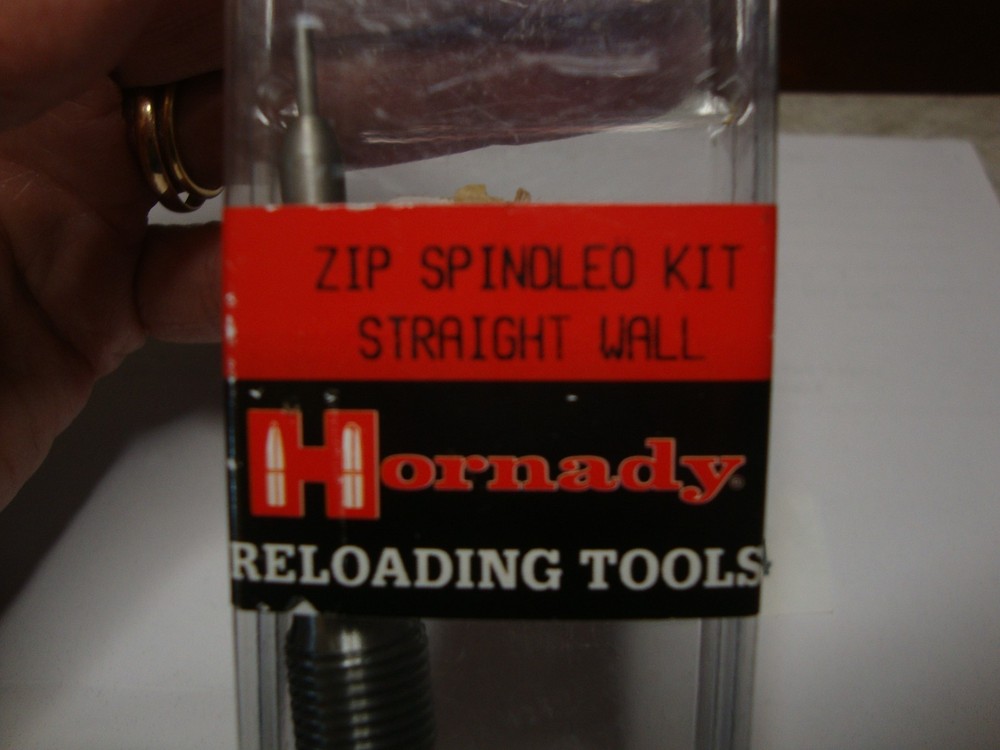 ZIP SPINDLEO KIT
STRAIGHT WALL
Hornady
RELOADING TOOLS